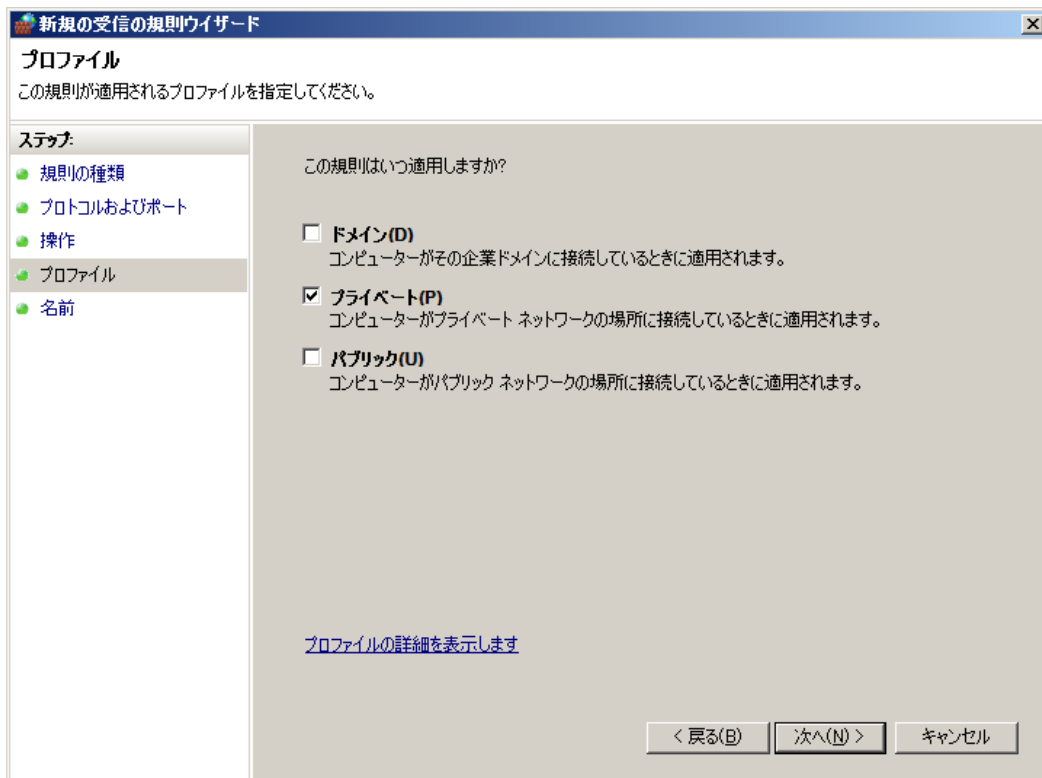 新規の受信の規則ウィザード
プロファイル
この規則が適用されるプロファイルを指定してください。
ステップ:
規則の種類
プロトコルおよびポート
操作
プロファイル
名前
この規則はいつ適用しますか?
ドメイン(D)
コンピューターがその企業ドメインに接続しているときに適用されます。
プライベート(P)
コンピューターがプライベート ネットワークの場所に接続しているときに適用されます。
パブリック(U)
コンピューターがパブリック ネットワークの場所に接続しているときに適用されます。
プロファイルの詳細を表示します
< 戻る(B)
次へ(N) >
キャンセル